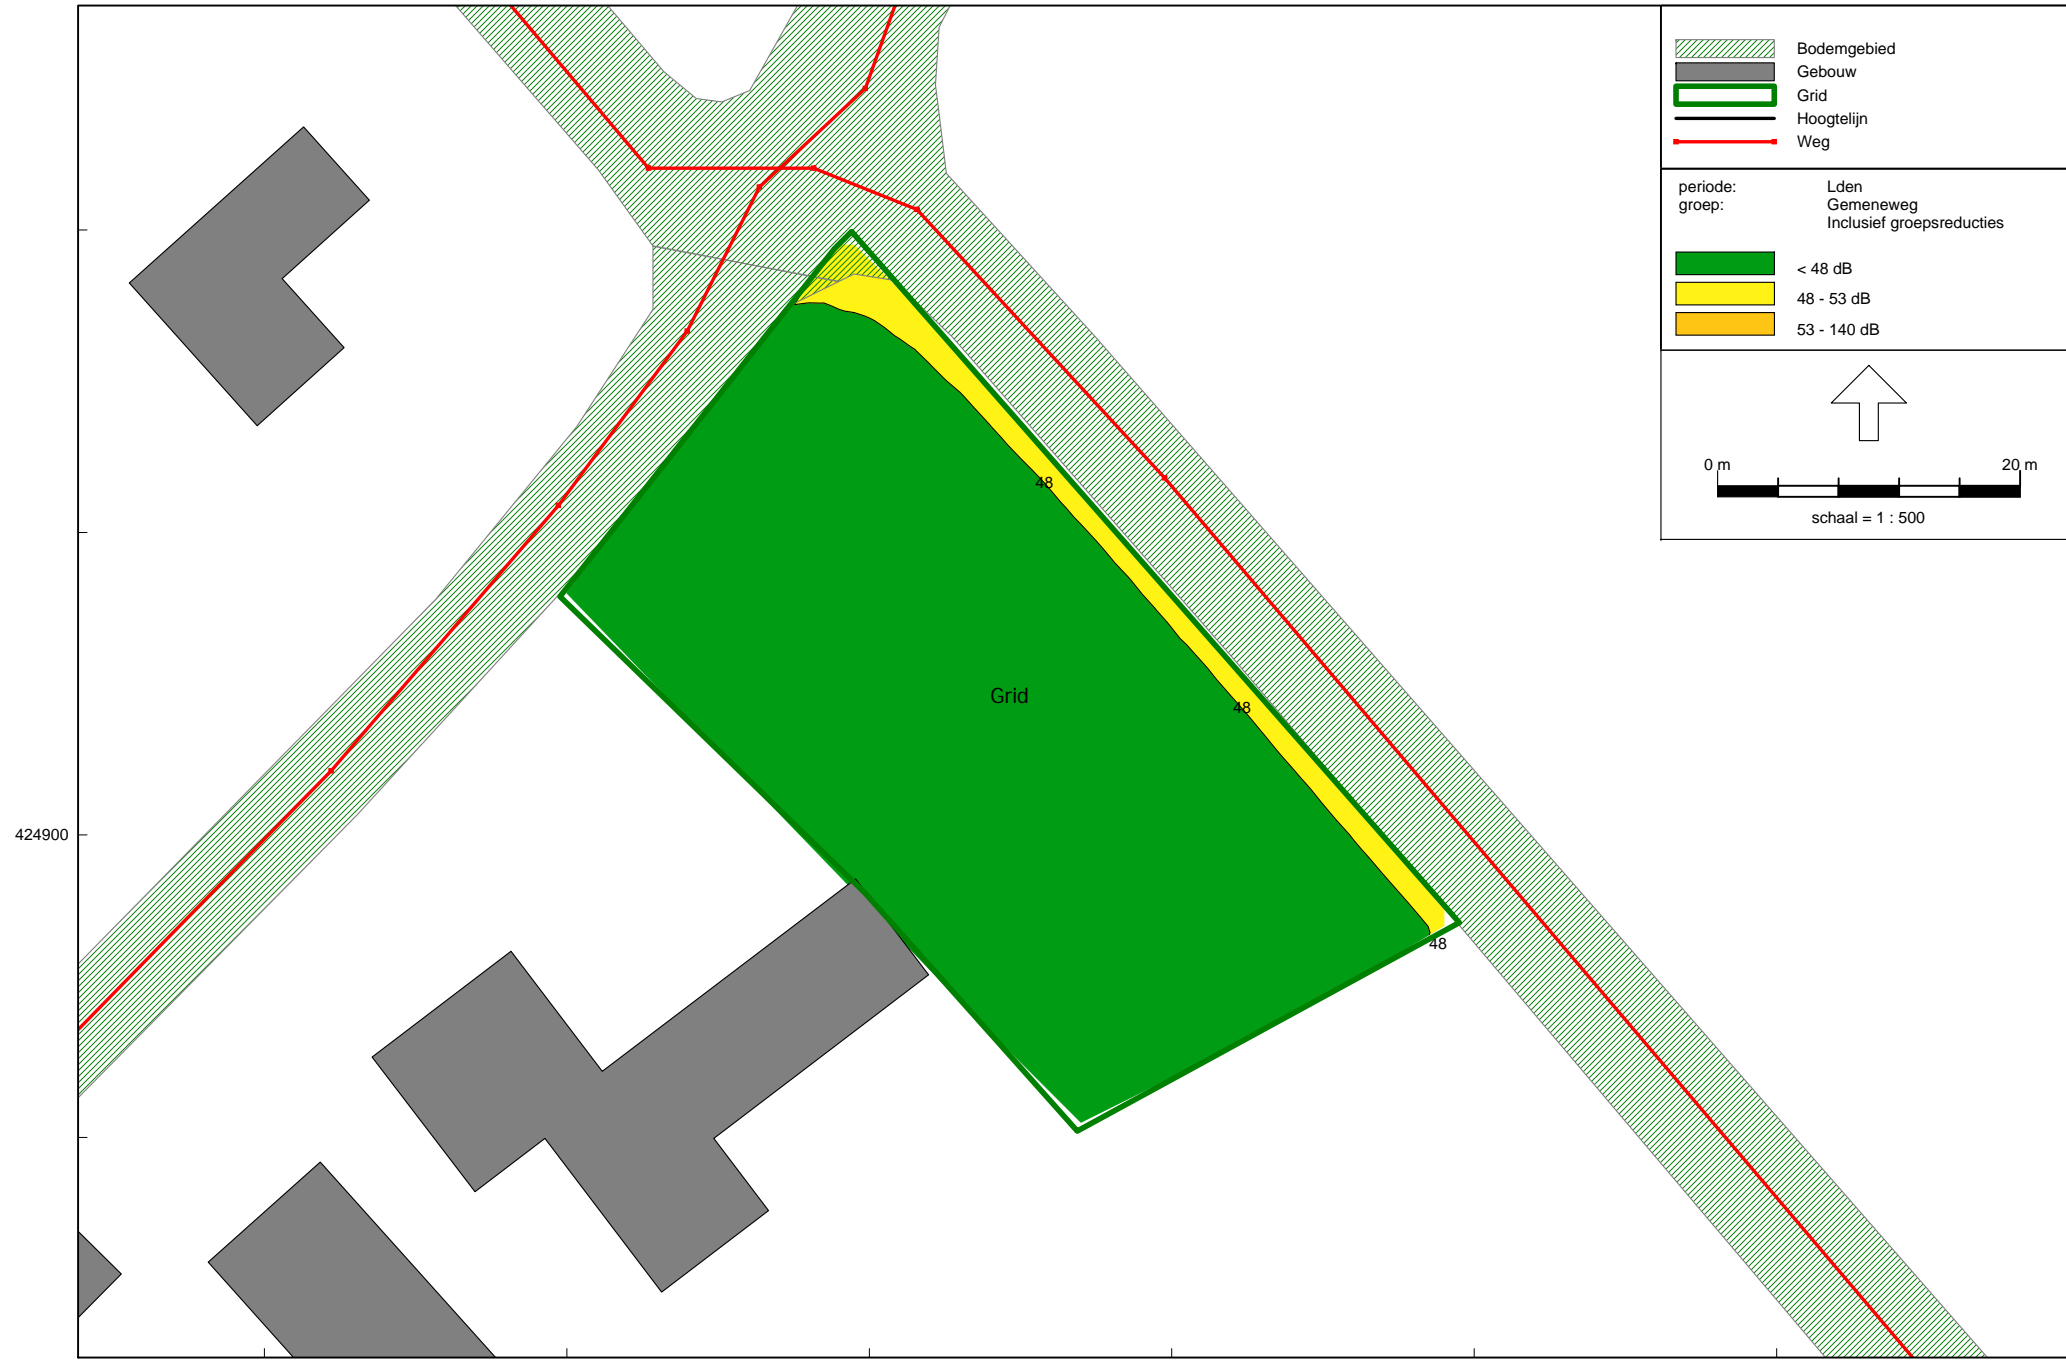 Bodemgebied
Gebouw
Grid
Hoogtelijn
Weg
periode: Lden
groep: Gemeneweg
Inclusief groepsreducties
< 48 dB
48 - 53 dB
53 - 140 dB
0 m 20 m
schaal = 1 : 500
48
Grid
48
424900
48